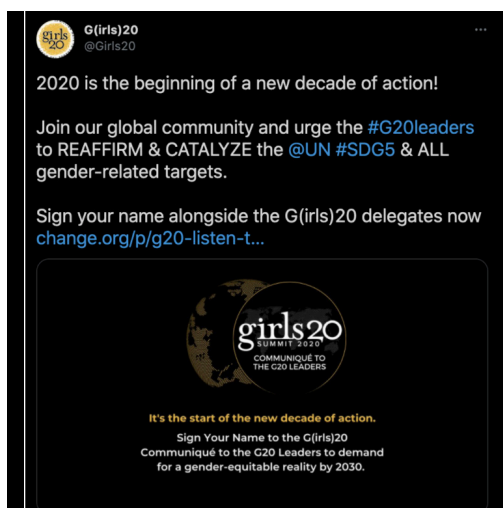 girls
20
G(irls)20
@Girls20
2020 is the beginning of a new decade of action!
Join our global community and urge the #G20leaders
to REAFFIRM & CATALYZE the @UN #SDG5 & ALL
gender-related targets.
Sign your name alongside the G(irls)20 delegates now
change.org/p/g20-listen-t...
girls20
SUMMIT 2020
COMMUNIQUÉ TO
THE G20 LEADERS
It's the start of the new decade of action.
Sign Your Name to the G(irls)20
Communiqué to the G20 Leaders to demand
for a gender-equitable reality by 2030.